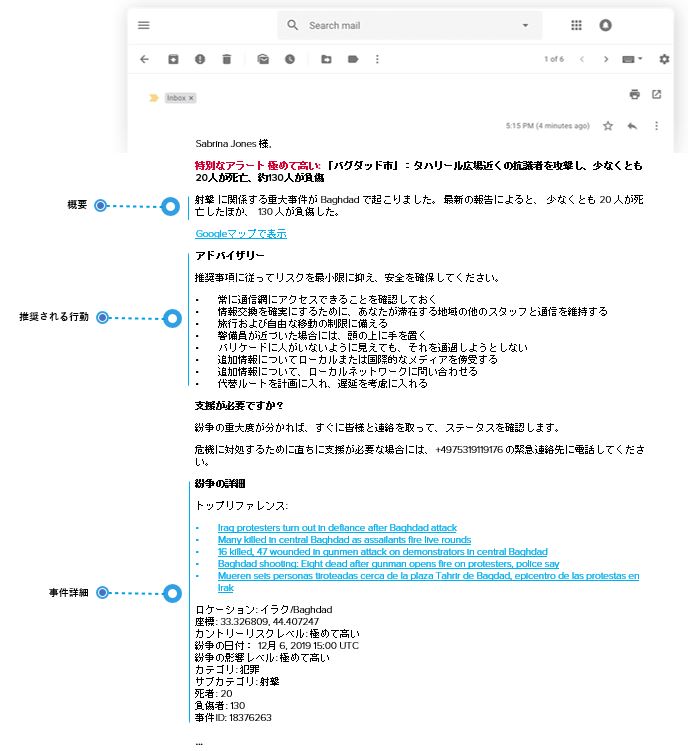 Search mail
1 of 6
Inbox ×
5:15 PM (4 minutes ago)
Sabrina Jones 様,
特別なアラート 極めて高い: 「バグダッド市」：タハリール広場近くの抗議者を攻撃し、少なくとも
20人が死亡、約130人が負傷
概要
射撃 に関係する重大事件が Baghdad で起こりました。 最新の報告によると、 少なくとも 20 人が死
亡したほか、 130 人が負傷した。
Googleマップで表示
アドバイザリー
推奨事項に従ってリスクを最小限に抑え、安全を確保してください。
推奨される行動
• 常に通信網にアクセスできることを確認しておく
• 情報交換を確実にするために、あなたが滞在する地域の他のスタッフと通信を維持する
• 旅行および自由な移動の制限に備える
• 警備員が近づいた場合には、頭の上に手を置く
• バリケードに人がいないように見えても、それを通過しようとしない
• 追加情報についてローカルまたは国際的なメディアを傍受する
• 追加情報について、ローカルネットワークに問い合わせる
• 代替ルートを計画に入れ、遅延を考慮に入れる
支援が必要ですか？
紛争の重大度が分かれば、すぐに皆様と連絡を取って、ステータスを確認します。
危機に対処するために直ちに支援が必要な場合には、 +4975319119176 の緊急連絡先に電話してくださ
い。
紛争の詳細
トップリファレンス:
• Iraq protesters turn out in defiance after Baghdad attack
• Many killed in central Baghdad as assailants fire live rounds
• 16 killed, 47 wounded in gunmen attack on demonstrators in central Baghdad
• Baghdad shooting: Eight dead after gunman opens fire on protesters, police say
• Mueren seis personas tiroteadas cerca de la plaza Tahrir de Bagdad, epicentro de las protestas en
Irak
事件詳細
ロケーション: イラク/Baghdad
座標: 33.326809, 44.407247
カントリーリスクレベル: 極めて高い
紛争の日付： 12月 6, 2019 15:00 UTC
紛争の影響レベル: 極めて高い
カテゴリ: 犯罪
サブカテゴリ: 射撃
死者: 20
負傷者: 130
事件ID: 18376263
...